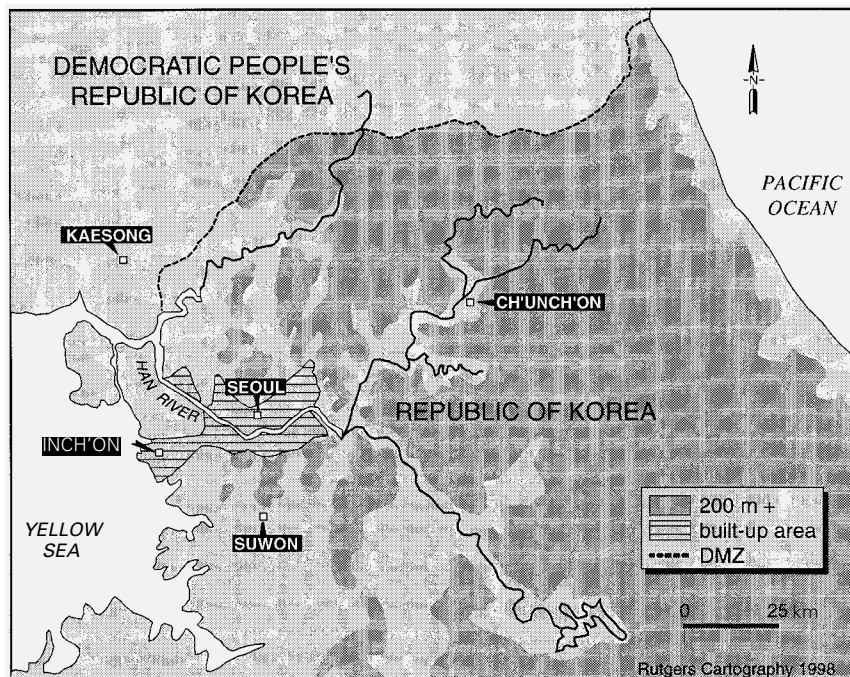 DEMOCRATIC PEOPLE'S
REPUBLIC OF KOREA
-N-
PACIFIC
OCEAN
KAESONG
CH'UNCH'ON
HAN RIVER
SEOUL
REPUBLIC OF KOREA
INCH'ON
YELLOW
SEA
SUWON
200 m +
built-up area
DMZ
0 25 km
Rutgers Cartography 1998